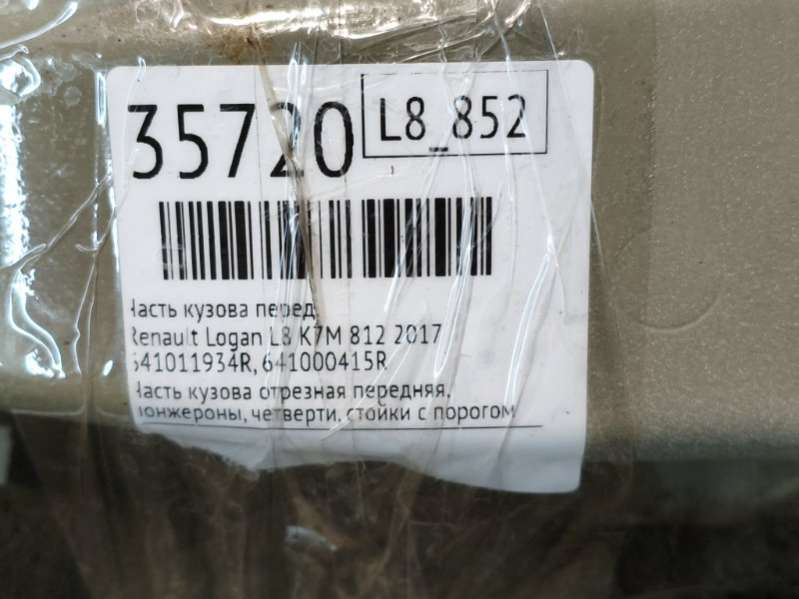 35720
L8_852
Часть кузова перед.
Renault Logan L8 K7M 812 2017
641011934R, 641000415R
Часть кузова отрезная передняя,
лонжероны, четверти, стойки с порогом